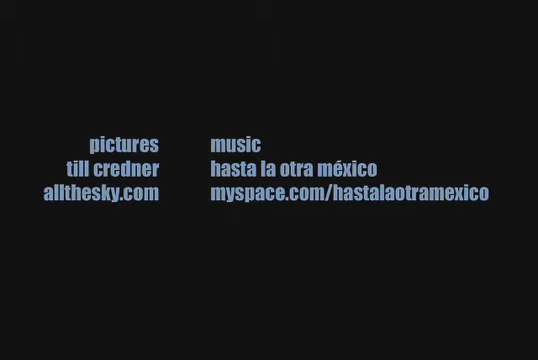 pictures
till credner
allthesky.com
music
hasta la otra méxico
myspace.com/hastalaotramexico